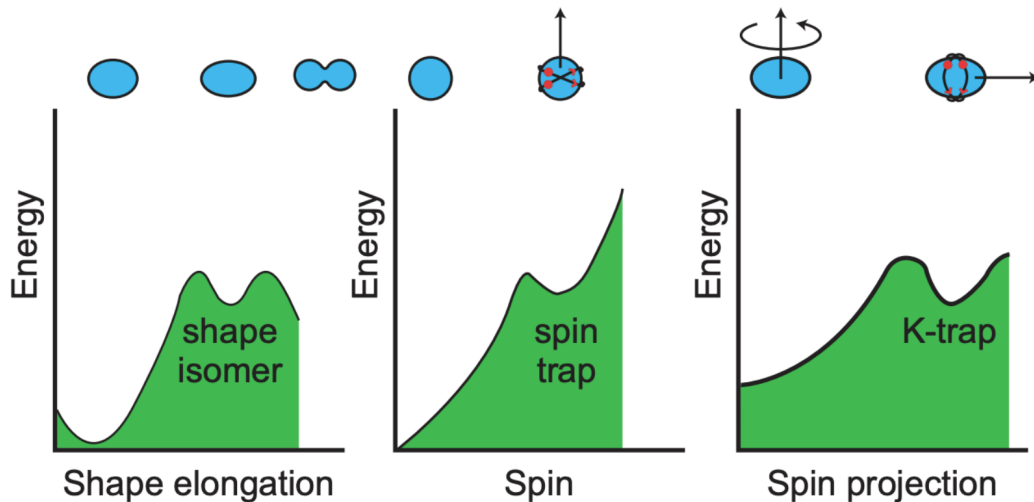 Energy
shape
isomer
Shape elongation
Energy
spin
trap
Spin
Energy
K-trap
Spin projection